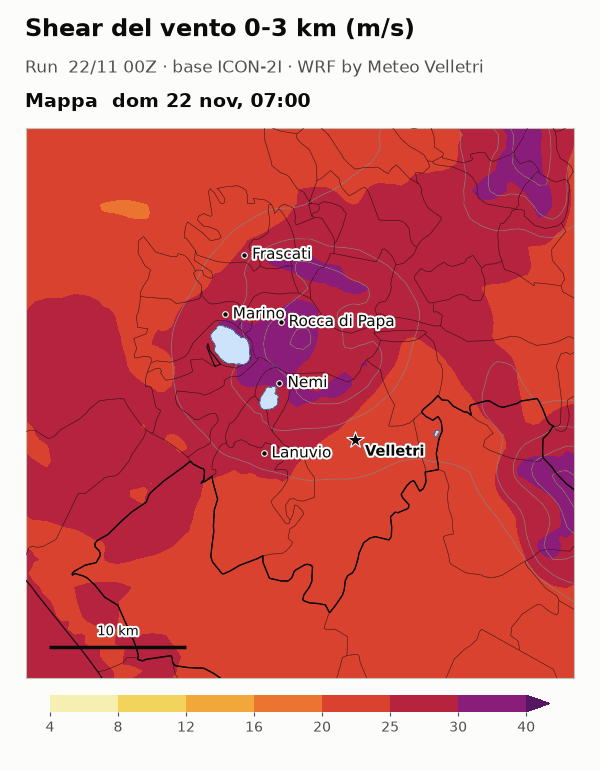 Shear del vento 0-3 km (m/s)
Run  22/11 00Z · base ICON-2I · WRF by Meteo Velletri
Mappa  dom 22 nov, 07:00
Frascati
Marino
Rocca di Papa
Nemi
Velletri
Lanuvio
10 km
4 8 12 16 20 25 30 40